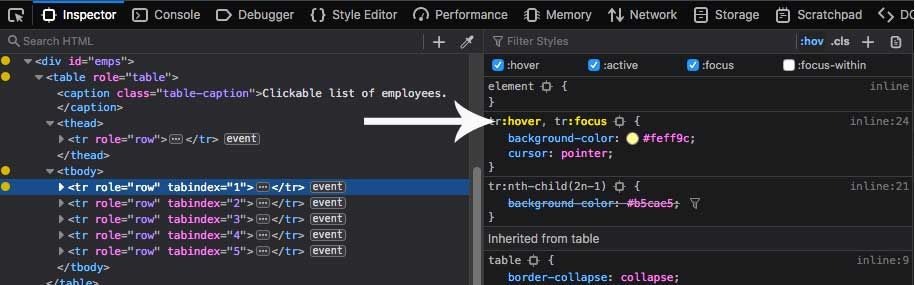 Inspector Console Debugger {} Style Editor Performance Memory Network Storage Scratchpad DO
Search HTML +
<div id="emps">
<table role="table">
<caption class="table-caption">Clickable list of employees.
</caption>
<thead>
<tr role="row">…</tr> event
</thead>
<tbody>
<tr role="row" tabindex="1">…</tr> event
<tr role="row" tabindex="2">…</tr> event
<tr role="row" tabindex="3">…</tr> event
<tr role="row" tabindex="4">…</tr> event
<tr role="row" tabindex="5">…</tr> event
</tbody>
</table>
Filter Styles :hov .cls +
:hover :active :focus :focus-within
element { inline
}
tr:hover, tr:focus { inline:24
background-color: #feff9c;
cursor: pointer;
}
tr:nth-child(2n-1) { inline:21
background-color: #b5cae5;
}
Inherited from table
table { inline:9
border-collapse: collapse;